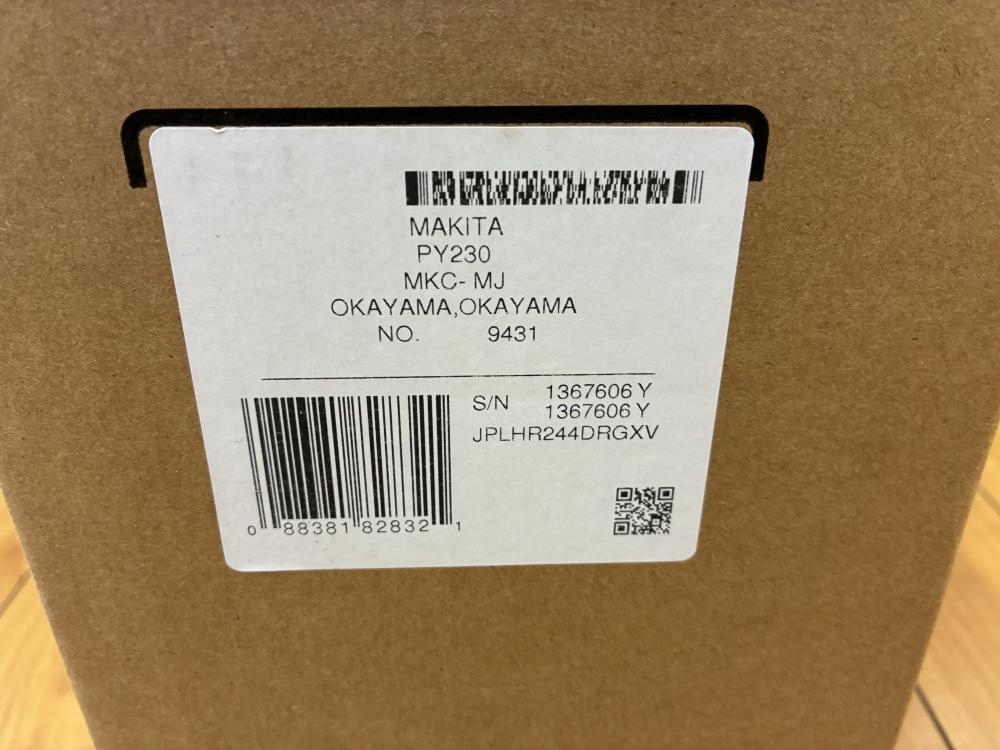 MAKITA
PY230
MKC- MJ
OKAYAMA,OKAYAMA
NO. 9431
S/N 1367606 Y
1367606 Y
JPLHR244DRGXV
0 88381 82832 1